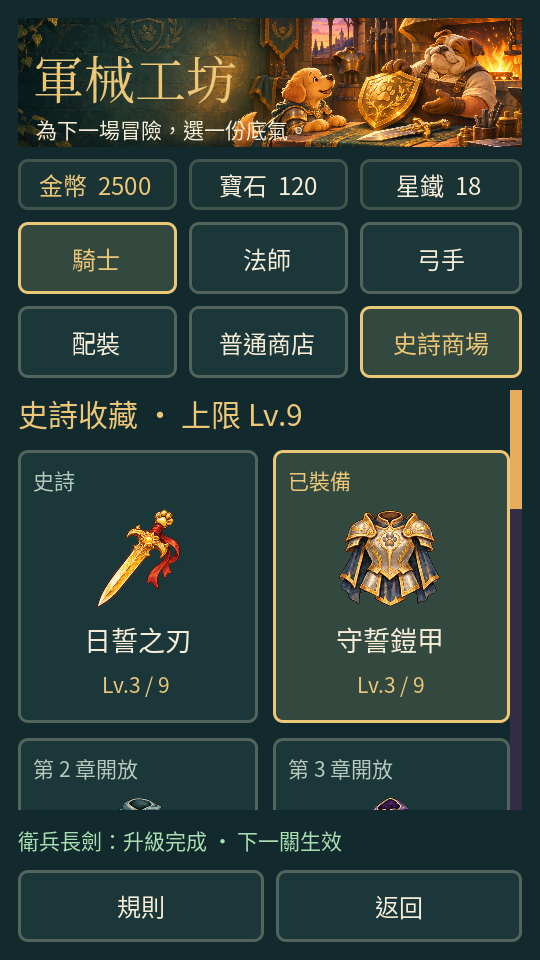 軍械工坊
為下一場冒險，選一份底氣。
金幣 2500
寶石 120
星鐵 18
騎士
法師
弓手
配裝
普通商店
史詩商場
史詩收藏 · 上限 Lv.9
史詩
日誓之刃
Lv.3 / 9
已裝備
守誓鎧甲
Lv.3 / 9
第 2 章開放
第 3 章開放
衛兵長劍：升級完成 · 下一關生效
規則
返回